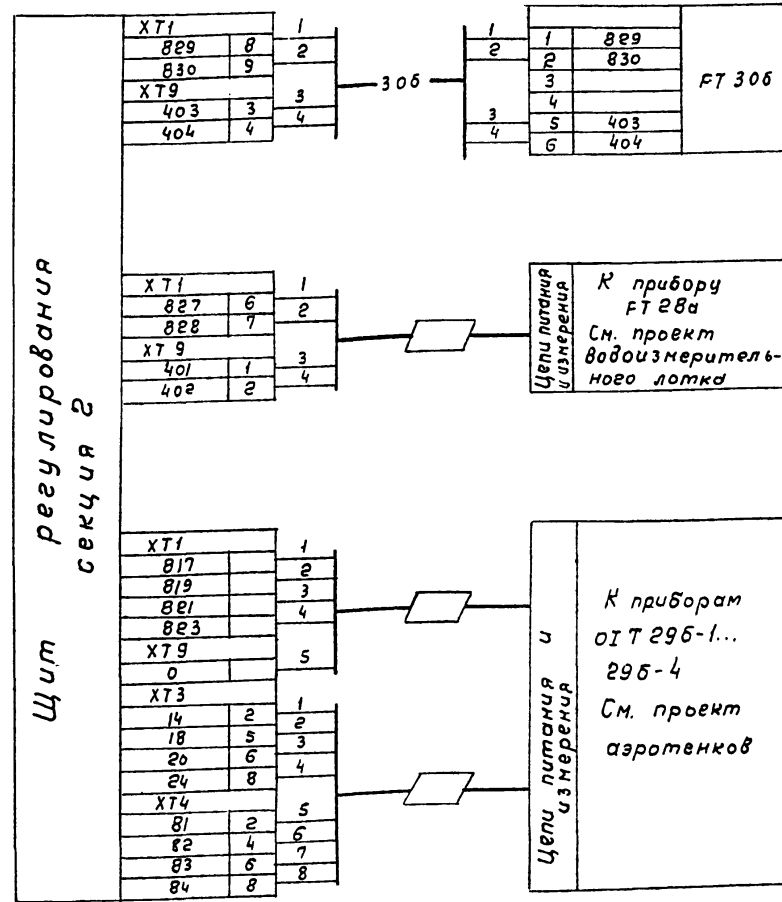 Щит регулирования
секция 2
XT1
829 8 1
830 9 2
XT9
403 3 3
404 4 4
306
1 1 829
2 2 830
3
4
3 5 403
4 6 404
FT 306
XT1
827 6 1
828 7 2
XT9
401 1 3
402 2 4
Цепи питания
и измерения
К прибору
FT 28а
См. проект
водоизмеритель-
ного лотка
XT1
817 1
819 2
821 3
823 4
XT9
0 5
XT3
14 2 1
18 5 2
20 6 3
24 8 4
XT4
81 2 5
82 4 6
83 6 7
84 8 8
Цепи питания и
измерения
К приборам
OIT 296-1...
296-4
См. проект
аэротенков